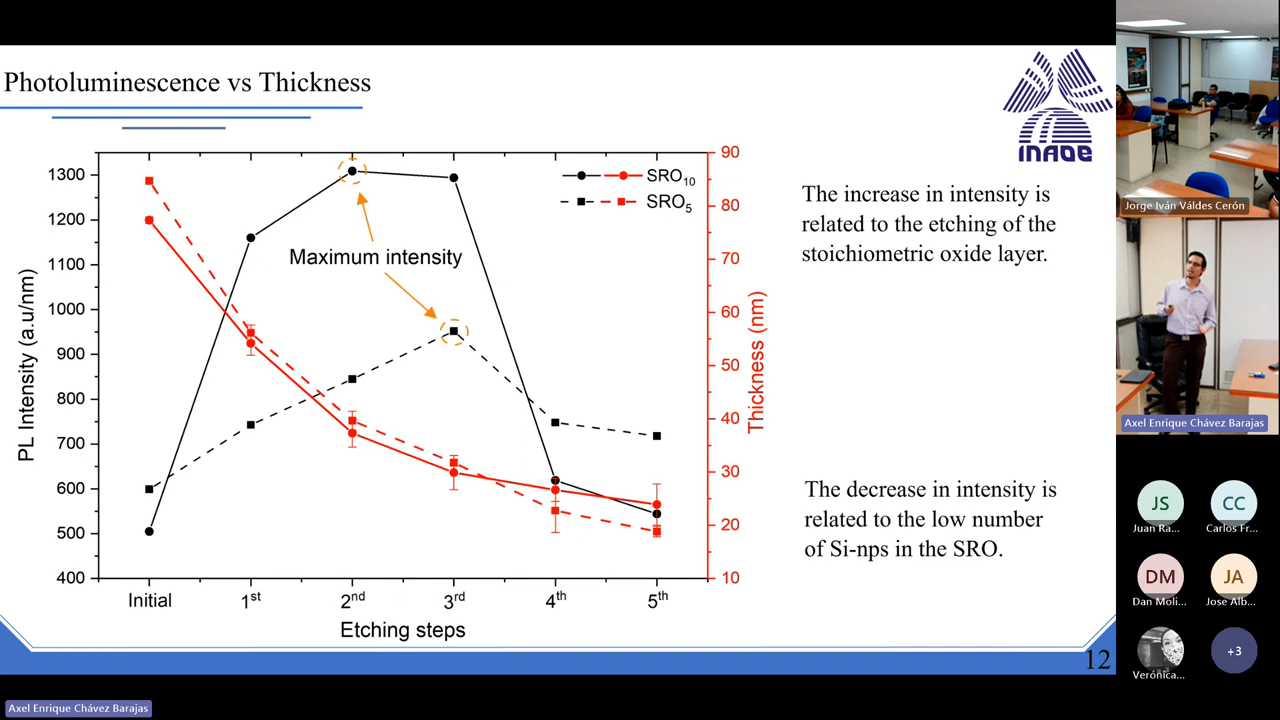 Photoluminescence vs Thickness
INAOE
1300
1200
1100
1000
900
800
700
600
500
400
PL Intensity (a.u/nm)
90
80
70
60
50
40
30
20
10
Thickness (nm)
SRO10
SRO5
Maximum intensity
Initial
1st
2nd
3rd
4th
5th
Etching steps
The increase in intensity is
related to the etching of the
stoichiometric oxide layer.
The decrease in intensity is
related to the low number
of Si-nps in the SRO.
12
Axel Enrique Chávez Barajas
Jorge Iván Váldes Cerón
Axel Enrique Chávez Barajas
JS
Juan Ra...
CC
Carlos Fr...
DM
Dan Moli...
JA
Jose Alb...
Verónica...
+3